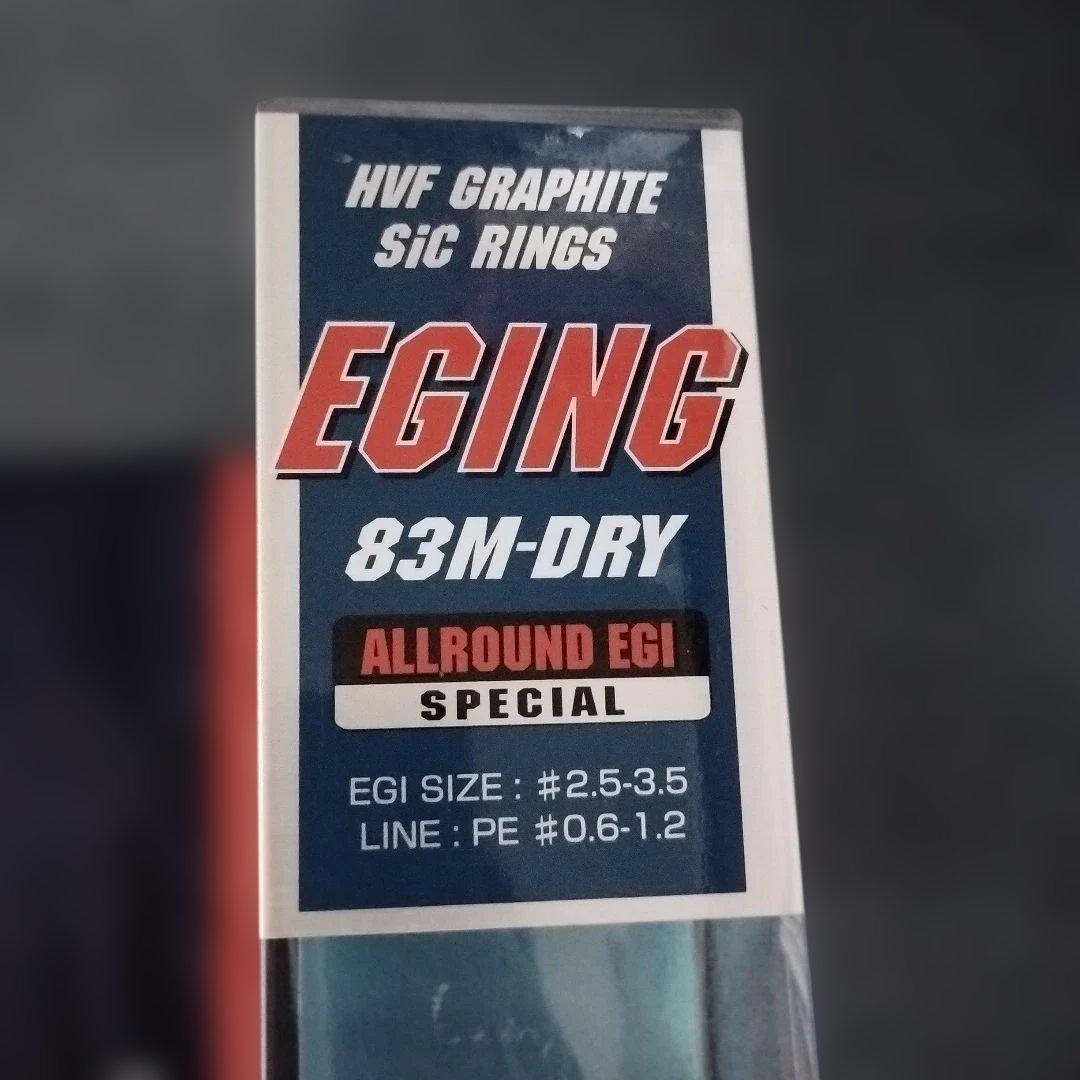 HVF GRAPHITE
SiC RINGS
EGING
83M-DRY
ALLROUND EGI
SPECIAL
EGI SIZE : #2.5-3.5
LINE : PE #0.6-1.2